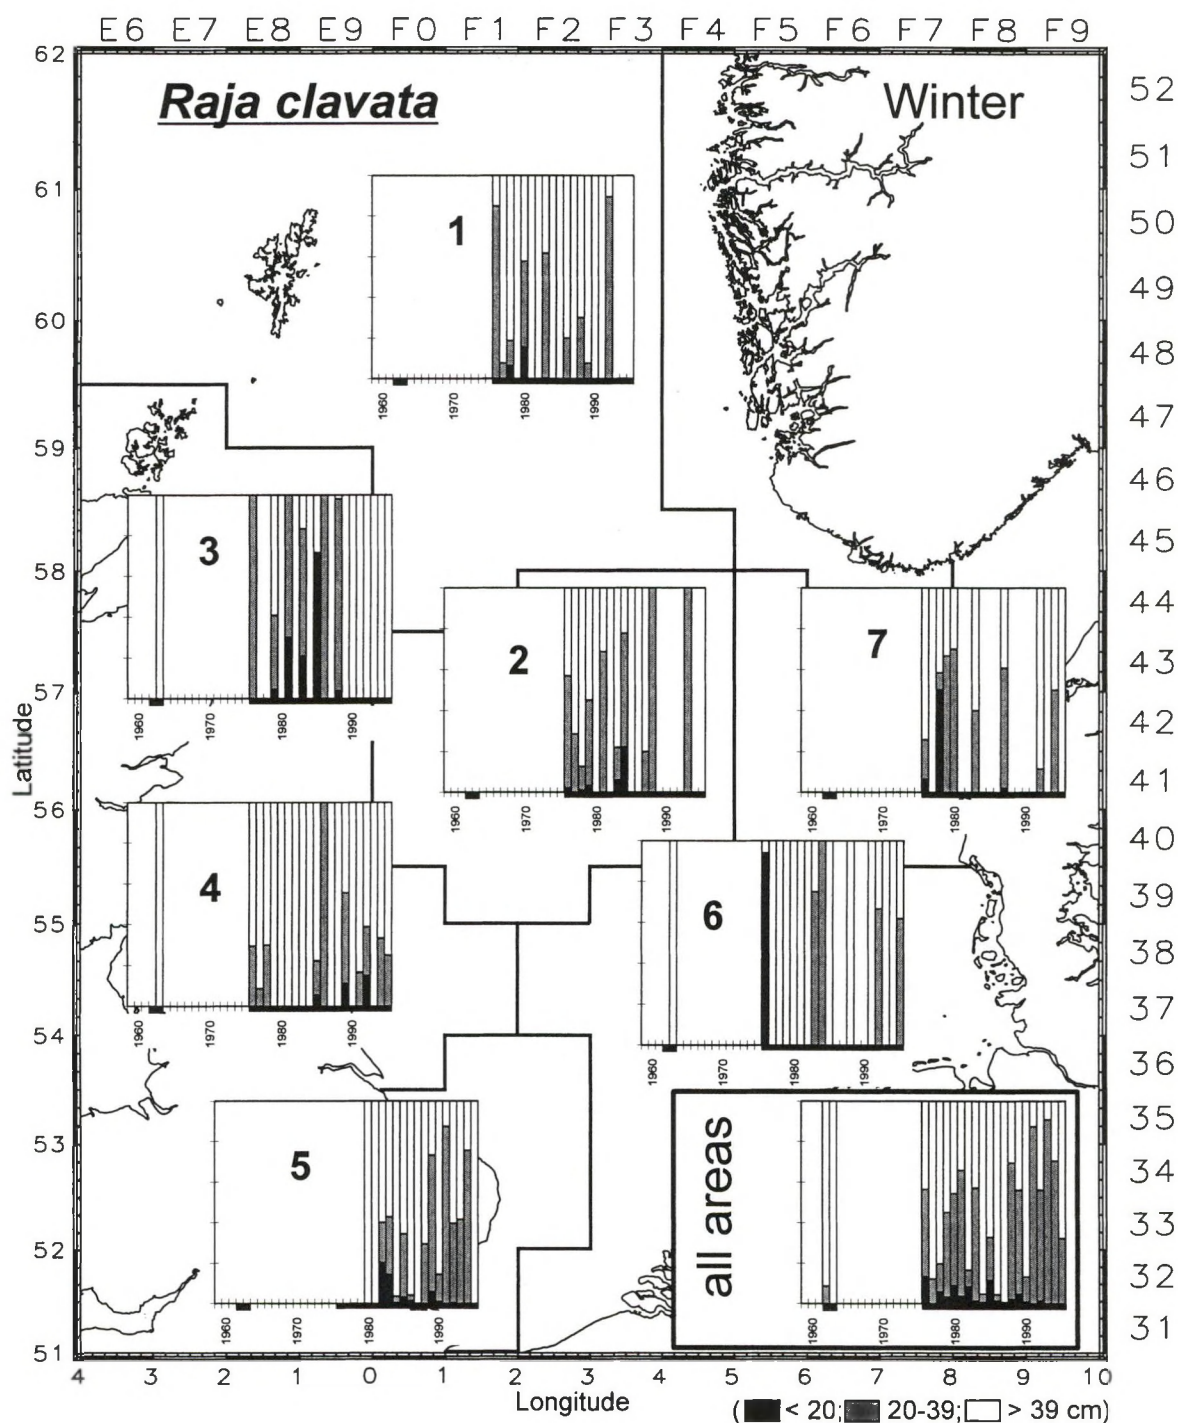 E6 E7 E8 E9 F0 F1 F2 F3 F4 F5 F6 F7 F8 F9
62
Raja clavata
Winter
52
51
61
50
1
49
60
48
1960 1970 1980 1990
47
59
46
3
45
58
44
2
7
43
57
1960 1970 1980 1990
42
Latitude
41
1960 1970 1980 1990
1960 1970 1980 1990
56
40
4
6
39
55
38
37
1960 1970 1980 1990
54
36
1960 1970 1980 1990
35
53
all areas
5
34
33
52
32
1960 1970 1980 1990
1960 1970 1980 1990
31
51
4 3 2 1 0 1 2 3 4 5 6 7 8 9 10
Longitude
( < 20; 20-39; > 39 cm)